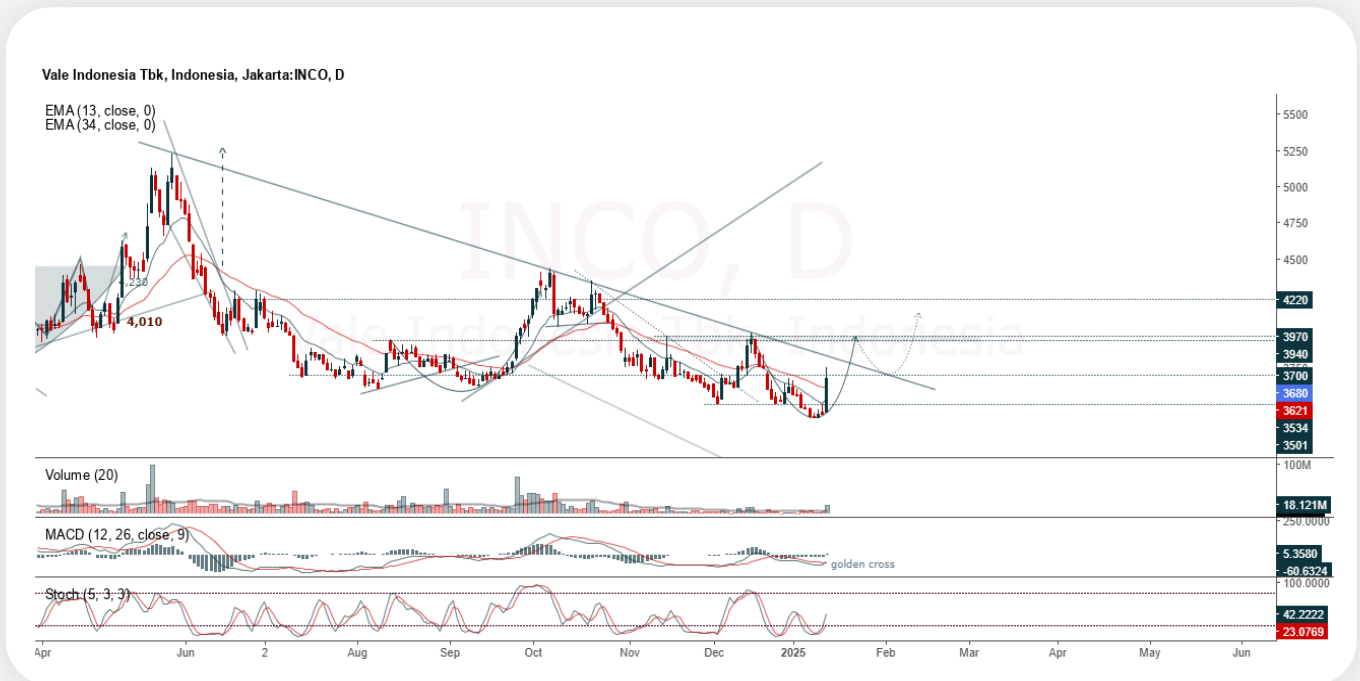 Vale Indonesia Tbk, Indonesia, Jakarta:INCO, D
EMA (13, close, 0)
EMA (34, close, 0)
INCO, D
Vale Indonesia Tbk, Indonesia
4,010
5500
5250
5000
4750
4500
4220
3970
3940
3700
3680
3621
3534
3501
Volume (20)
100M
18.121M
MACD (12, 26, close, 9)
golden cross
250.0000
5.3580
-60.6324
Stoch (5, 3, 3)
100.0000
42.2222
23.0769
Apr Jun 2 Aug Sep Oct Nov Dec 2025 Feb Mar Apr May Jun